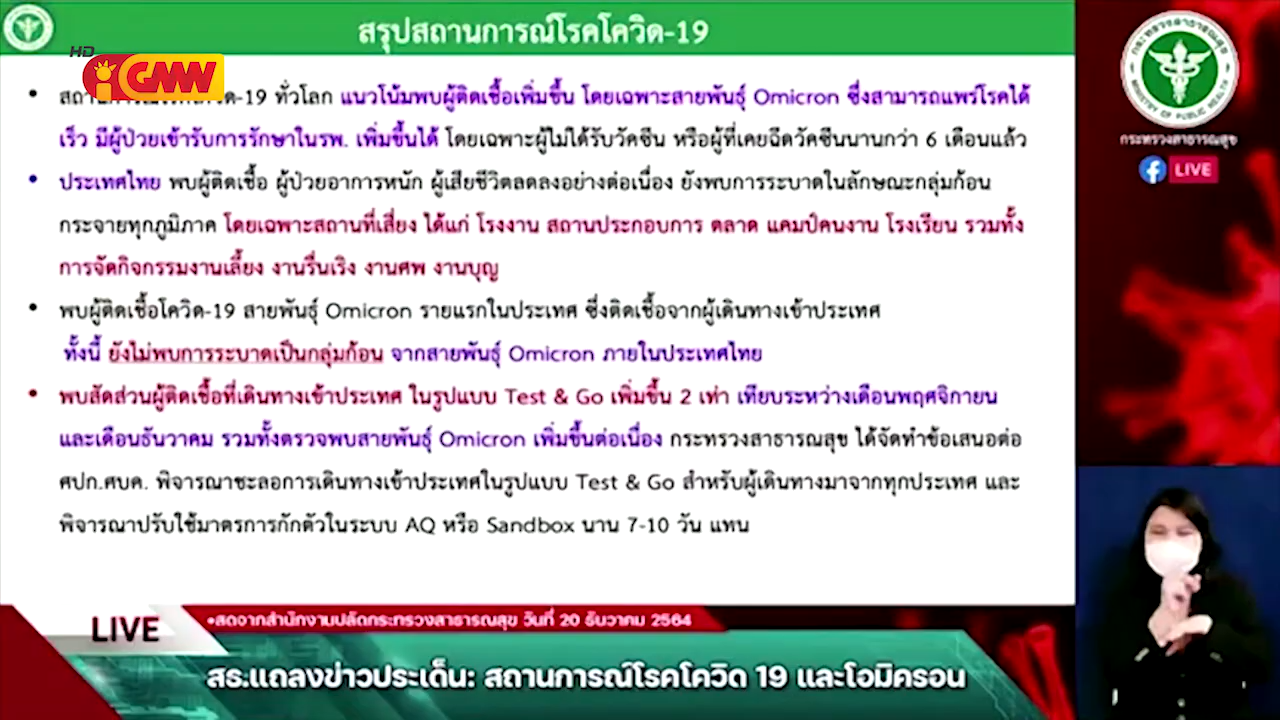 สรุปสถานการณ์โรคโควิด-19
HD
GMM
• สถานการณ์โรคโควิด-19 ทั่วโลก แนวโน้มพบผู้ติดเชื้อเพิ่มขึ้น โดยเฉพาะสายพันธุ์ Omicron ซึ่งสามารถแพร่โรคได้
เร็ว มีผู้ป่วยเข้ารับการรักษาในรพ. เพิ่มขึ้นได้ โดยเฉพาะผู้ไม่ได้รับวัคซีน หรือผู้ที่เคยฉีดวัคซีนนานกว่า 6 เดือนแล้ว
• ประเทศไทย พบผู้ติดเชื้อ ผู้ป่วยอาการหนัก ผู้เสียชีวิตลดลงอย่างต่อเนื่อง ยังพบการระบาดในลักษณะกลุ่มก้อน
กระจายทุกภูมิภาค โดยเฉพาะสถานที่เสี่ยง ได้แก่ โรงงาน สถานประกอบการ ตลาด แคมป์คนงาน โรงเรียน รวมทั้ง
การจัดกิจกรรมงานเลี้ยง งานรื่นเริง งานศพ งานบุญ
• พบผู้ติดเชื้อโควิด-19 สายพันธุ์ Omicron รายแรกในประเทศ ซึ่งติดเชื้อจากผู้เดินทางเข้าประเทศ
ทั้งนี้ ยังไม่พบการระบาดเป็นกลุ่มก้อน จากสายพันธุ์ Omicron ภายในประเทศไทย
• พบสัดส่วนผู้ติดเชื้อที่เดินทางเข้าประเทศ ในรูปแบบ Test & Go เพิ่มขึ้น 2 เท่า เทียบระหว่างเดือนพฤศจิกายน
และเดือนธันวาคม รวมทั้งตรวจพบสายพันธุ์ Omicron เพิ่มขึ้นต่อเนื่อง กระทรวงสาธารณสุข ได้จัดทำข้อเสนอต่อ
ศปก.ศบค. พิจารณาชะลอการเดินทางเข้าประเทศในรูปแบบ Test & Go สำหรับผู้เดินทางมาจากทุกประเทศ และ
พิจารณาปรับใช้มาตรการกักตัวในระบบ AQ หรือ Sandbox นาน 7-10 วัน แทน
กระทรวงสาธารณสุข
MINISTRY OF PUBLIC HEALTH
กระทรวงสาธารณสุข
LIVE
LIVE
•สดจากสำนักงานปลัดกระทรวงสาธารณสุข วันที่ 20 ธันวาคม 2564
สธ.แถลงข่าวประเด็น: สถานการณ์โรคโควิด 19 และโอมิครอน